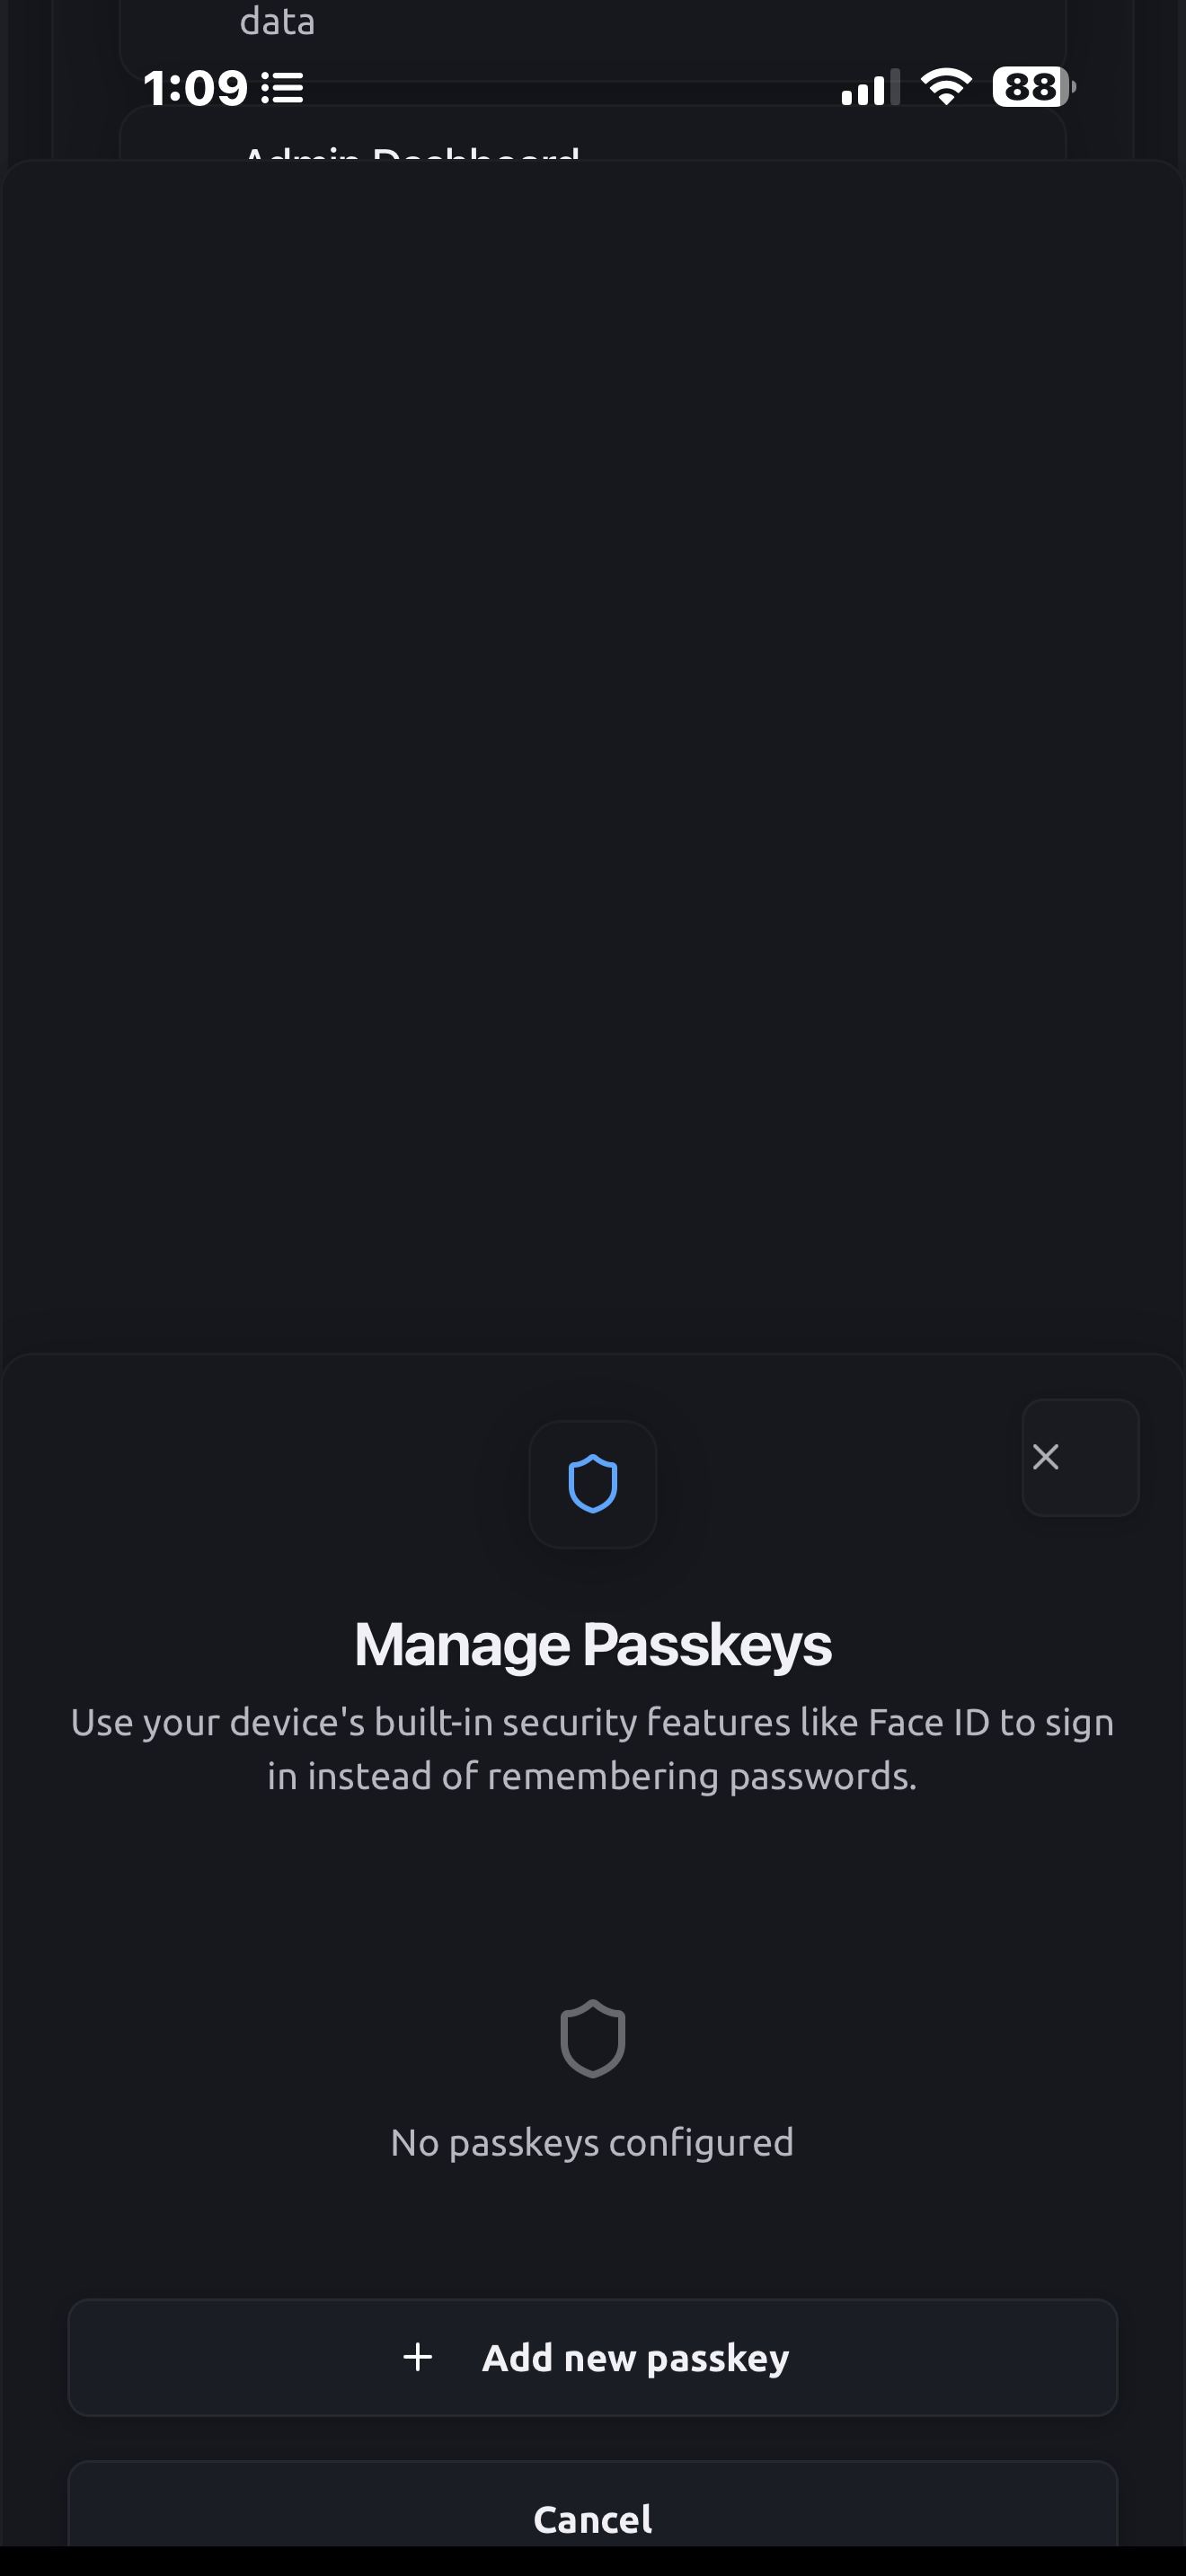 data
1:09
88
Admin Dashboard
Manage Passkeys
Use your device's built-in security features like Face ID to sign
in instead of remembering passwords.
No passkeys configured
Add new passkey
Cancel